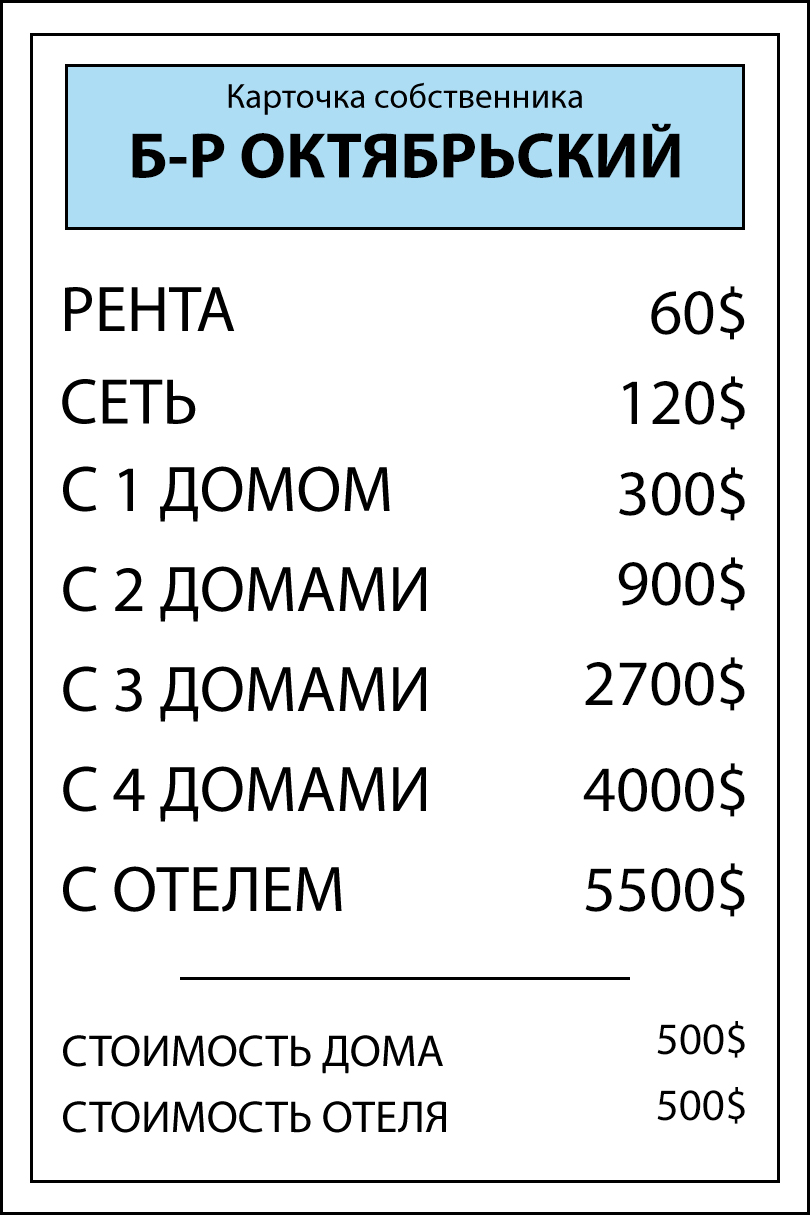 Карточка собственника
Б-Р ОКТЯБРЬСКИЙ
РЕНТА 60$
СЕТЬ 120$
С 1 ДОМОМ 300$
С 2 ДОМАМИ 900$
С 3 ДОМАМИ 2700$
С 4 ДОМАМИ 4000$
С ОТЕЛЕМ 5500$
СТОИМОСТЬ ДОМА 500$
СТОИМОСТЬ ОТЕЛЯ 500$